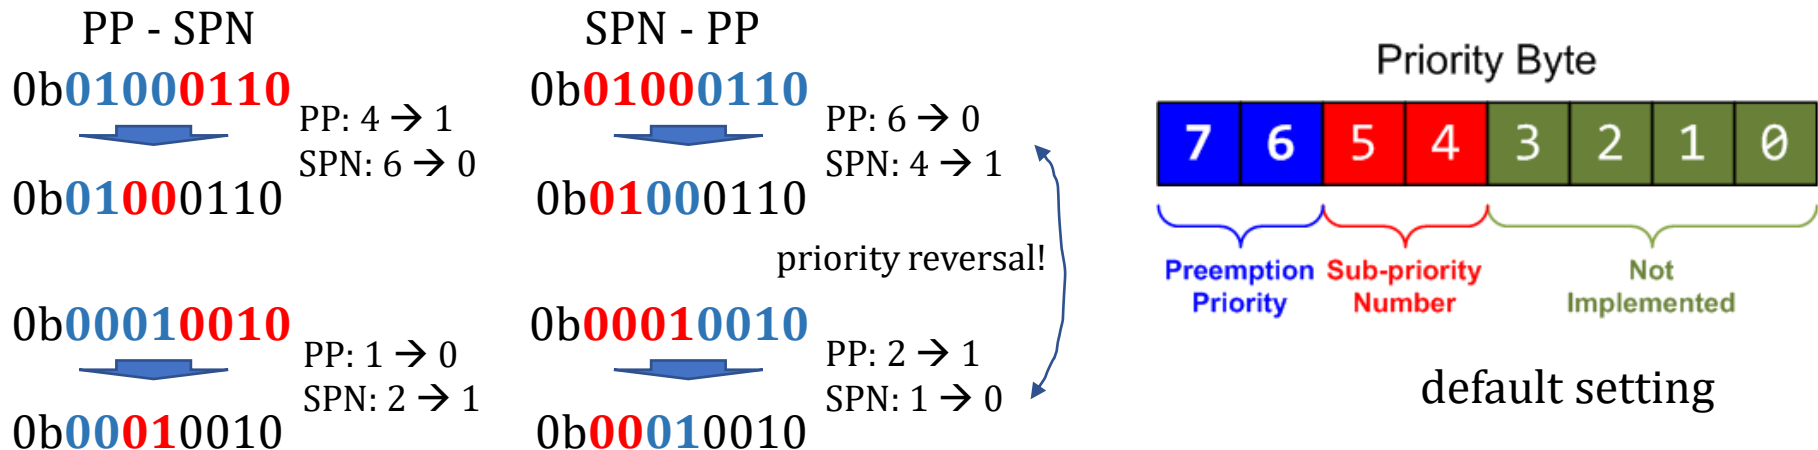 PP - SPN
0b01000110
PP: 4 → 1
SPN: 6 → 0
0b01000110
0b00010010
PP: 1 → 0
SPN: 2 → 1
0b00010010
SPN - PP
0b01000110
PP: 6 → 0
SPN: 4 → 1
0b01000110
priority reversal!
0b00010010
PP: 2 → 1
SPN: 1 → 0
0b00010010
Priority Byte
7 6 5 4 3 2 1 0
Preemption Priority
Sub-priority Number
Not Implemented
default setting